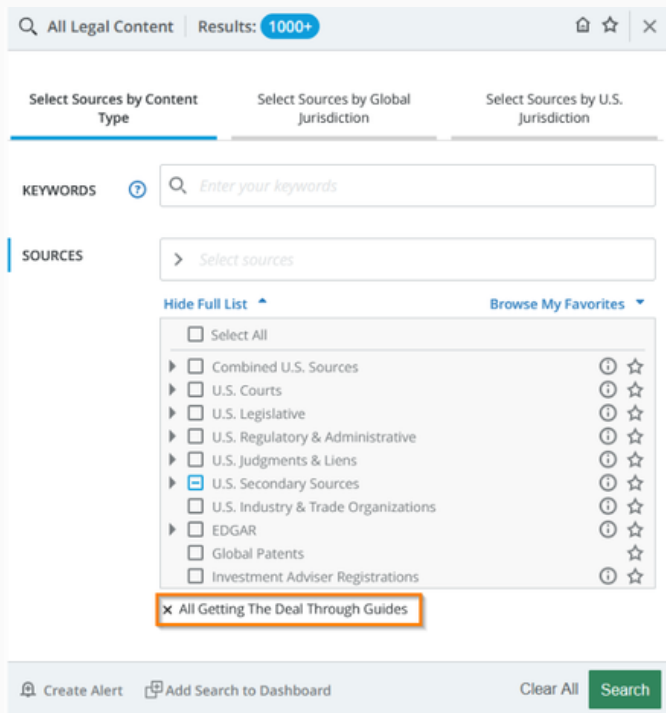 All Legal Content Results: 1000+
Select Sources by Content Type
Select Sources by Global Jurisdiction
Select Sources by U.S. Jurisdiction
KEYWORDS ? Enter your keywords
SOURCES Select sources
Hide Full List Browse My Favorites
Select All
Combined U.S. Sources
U.S. Courts
U.S. Legislative
U.S. Regulatory & Administrative
U.S. Judgments & Liens
U.S. Secondary Sources
U.S. Industry & Trade Organizations
EDGAR
Global Patents
Investment Adviser Registrations
All Getting The Deal Through Guides
Create Alert Add Search to Dashboard Clear All Search